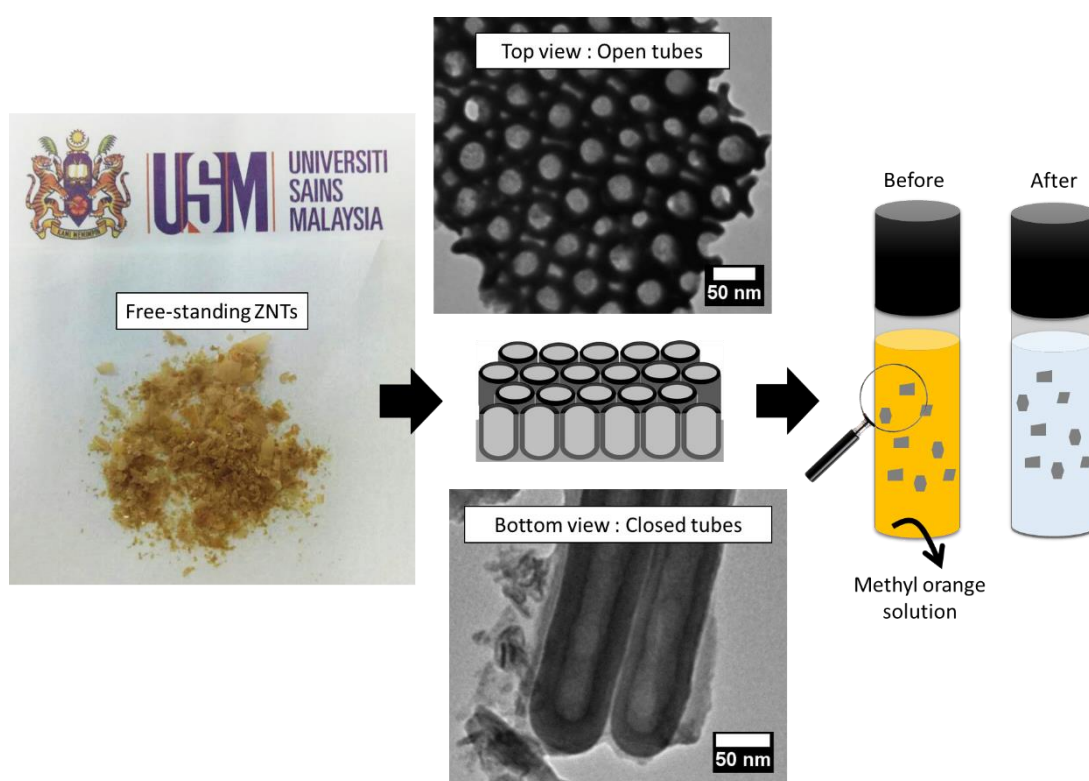 UNIVERSITI
SAINS
MALAYSIA
USM
Free-standing ZNTs
Top view : Open tubes
50 nm
Bottom view : Closed tubes
50 nm
Before
After
Methyl orange
solution